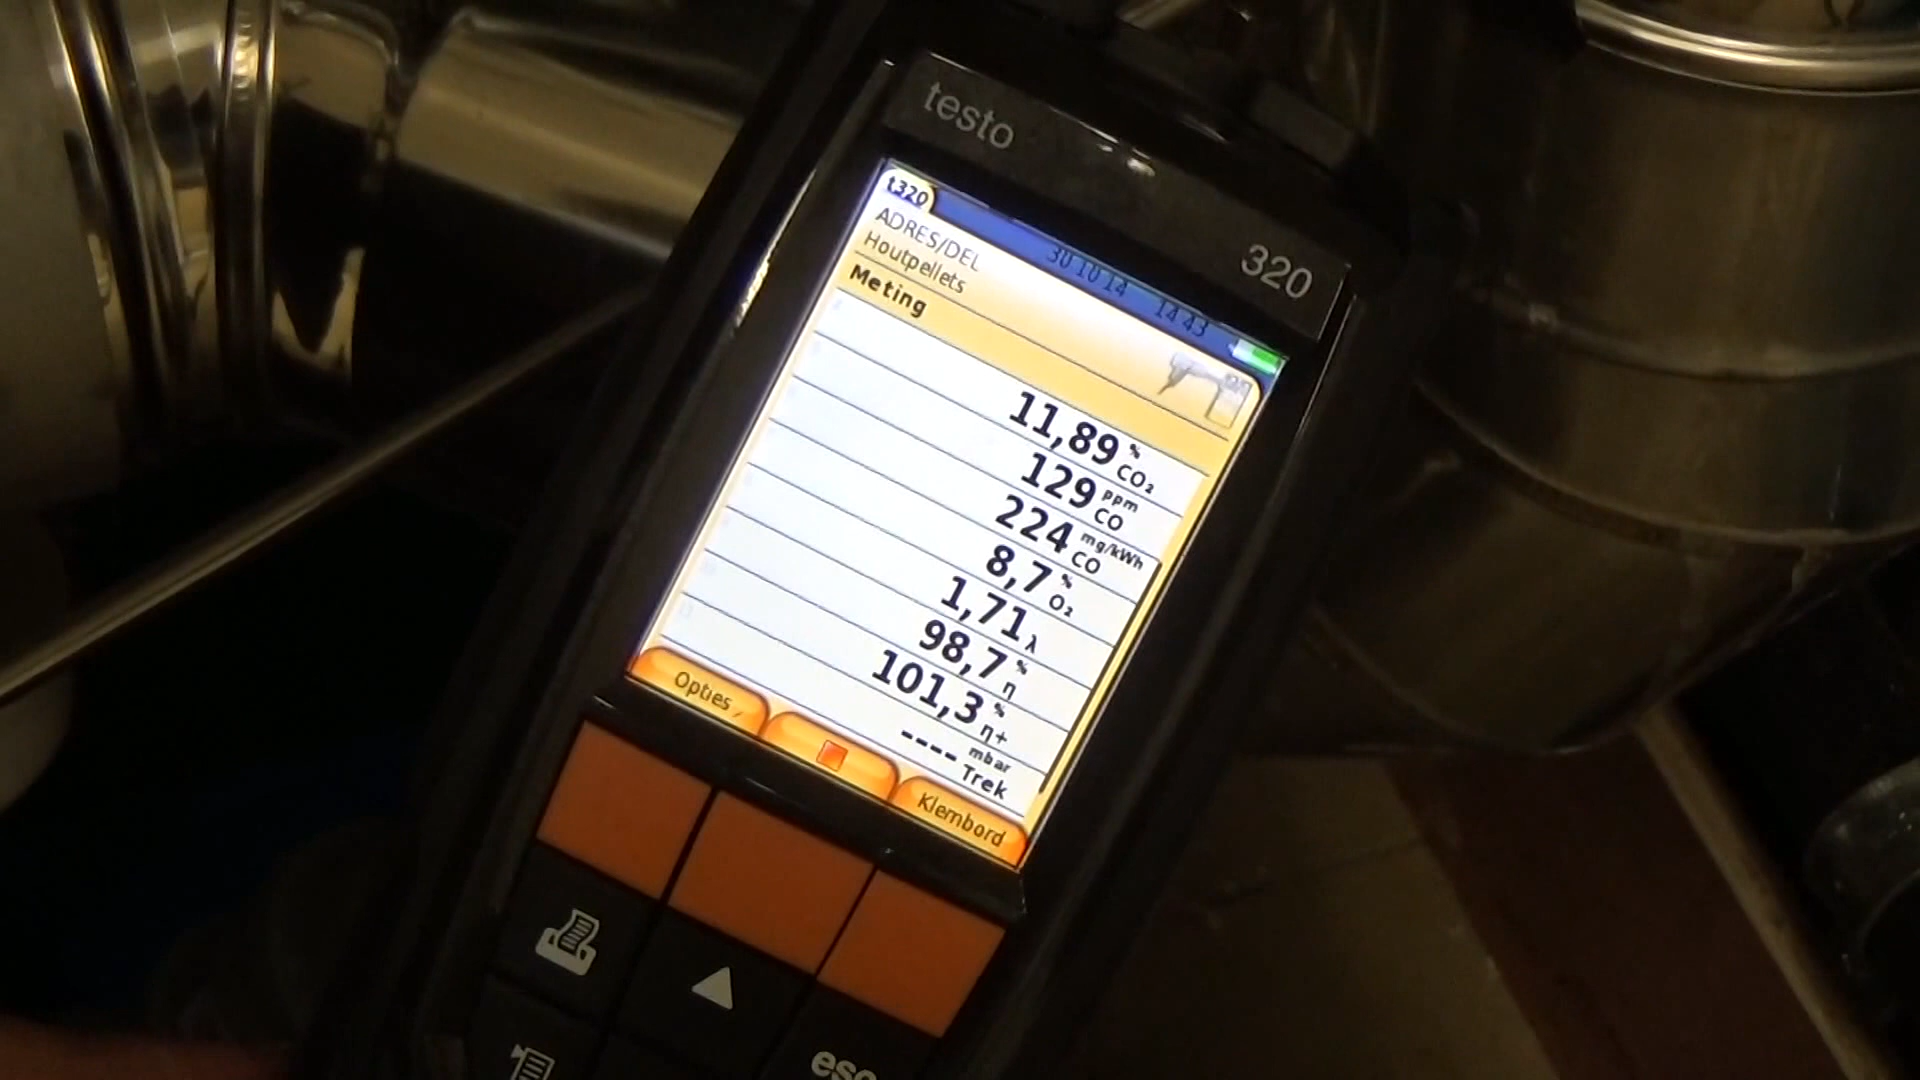 testo
320
t320
30 10 14 14 43
ADRES/DEL
Houtpellets
Meting
11,89 % CO₂
129 ppm CO
224 mg/kWh CO
8,7 % O₂
1,71 λ
98,7 % η
101,3 % η+
---- mbar Trek
Opties
Klembord
esc